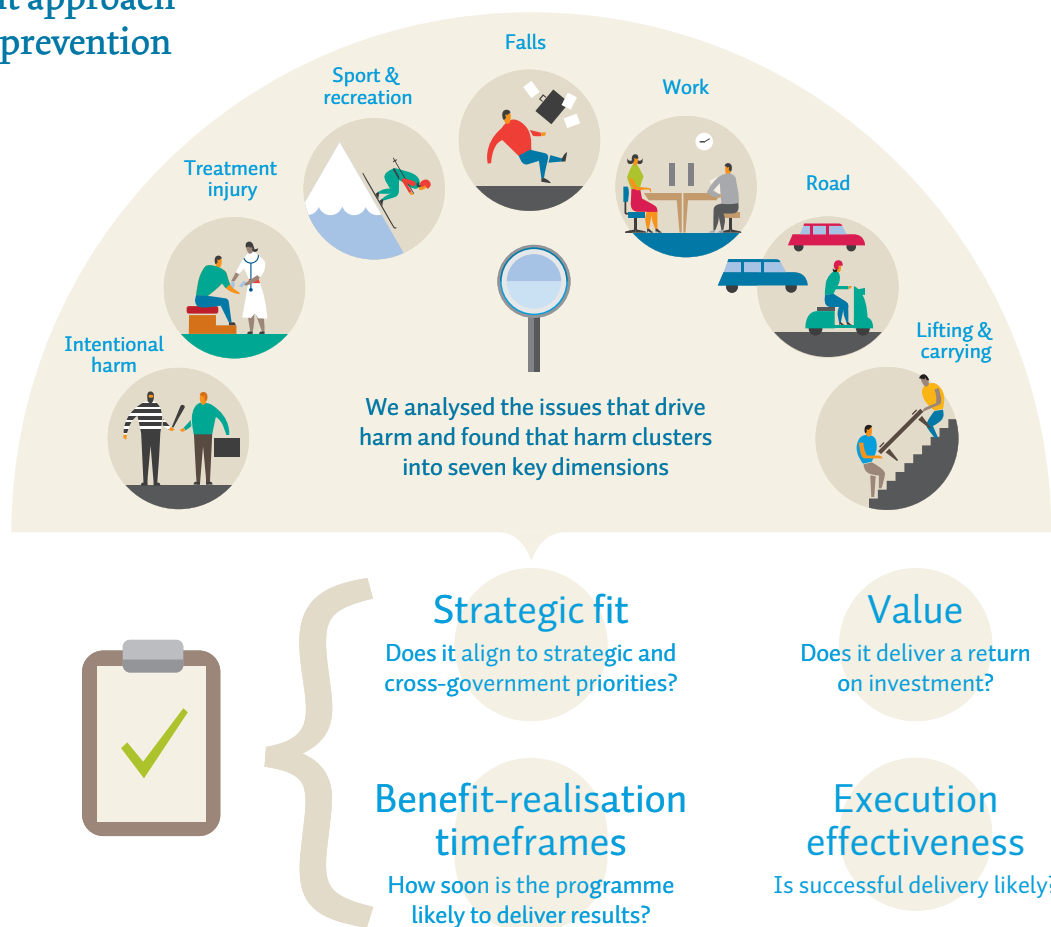 approach
prevention
Falls
Sport &
recreation
Work
Treatment
injury
Road
Intentional
harm
Lifting &
carrying
We analysed the issues that drive
harm and found that harm clusters
into seven key dimensions
Strategic fit
Does it align to strategic and
cross-government priorities?
Value
Does it deliver a return
on investment?
Benefit-realisation
timeframes
How soon is the programme
likely to deliver results?
Execution
effectiveness
Is successful delivery likely?